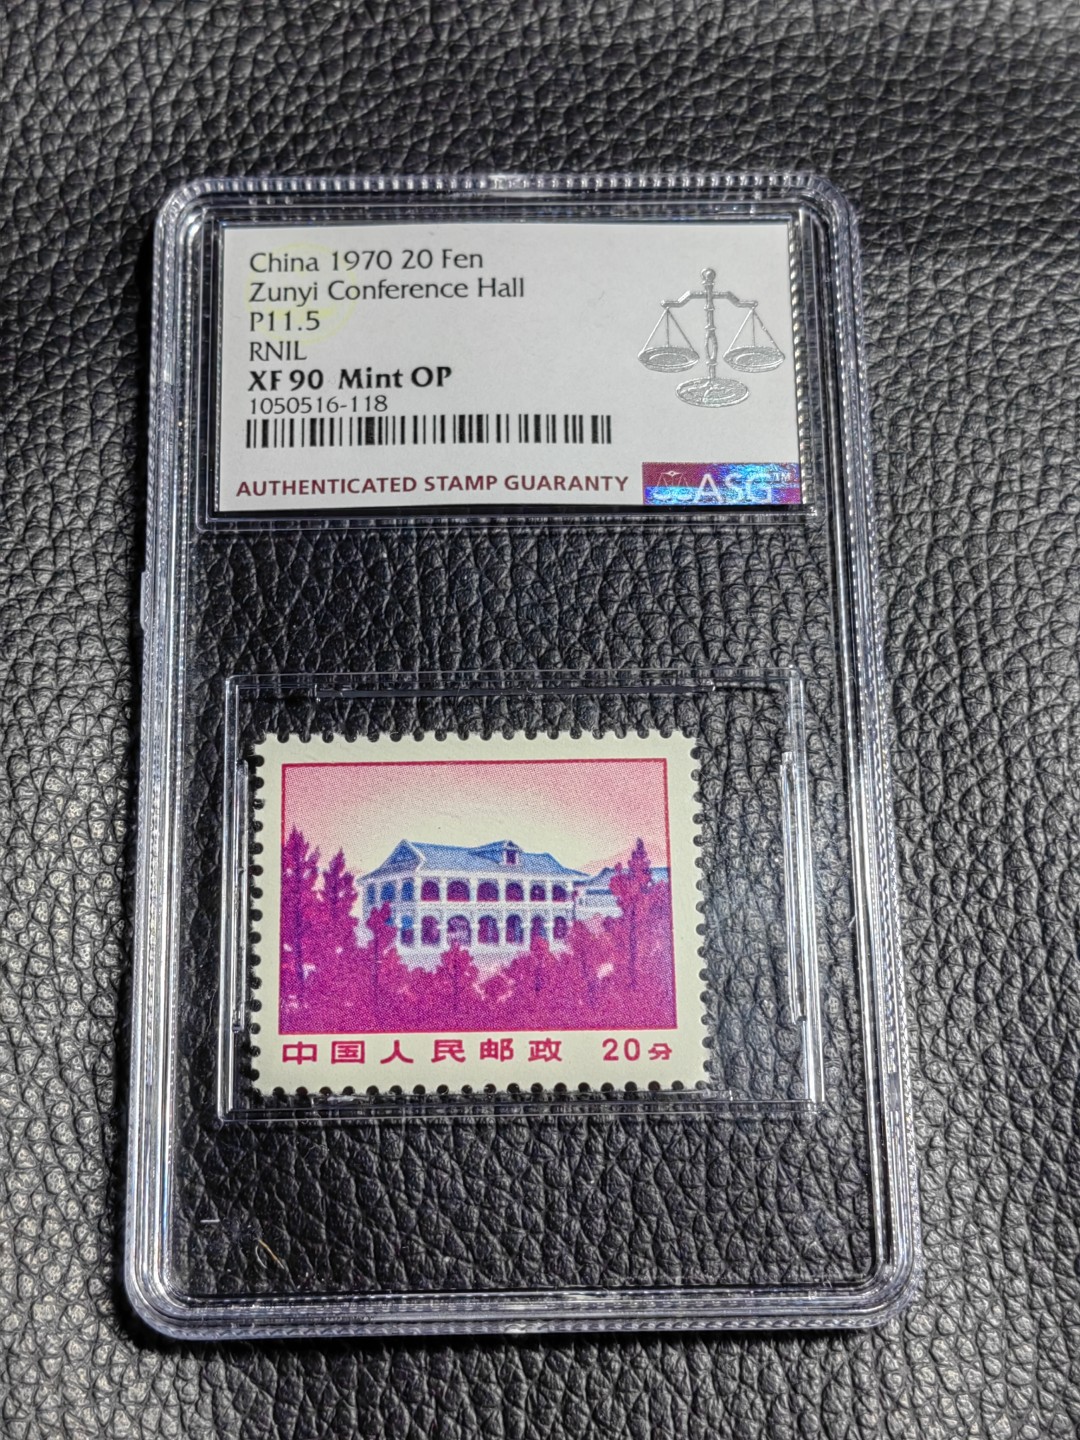 China 1970 20 Fen
Zunyi Conference Hall
P11.5
RNIL
XF 90 Mint OP
1050516-118
AUTHENTICATED STAMP GUARANTY
ASG™
中国人民邮政 20分